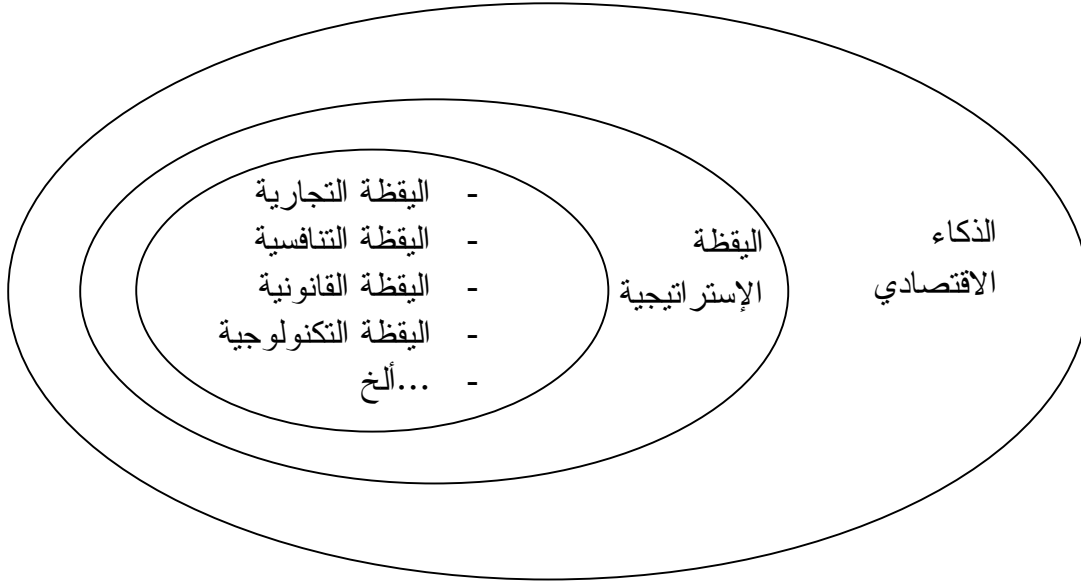 - اليقظة التجارية
- اليقظة التنافسية
- اليقظة القانونية
- اليقظة التكنولوجية
- ...ألخ
اليقظة
الإستراتيجية
الذكاء
الاقتصادي